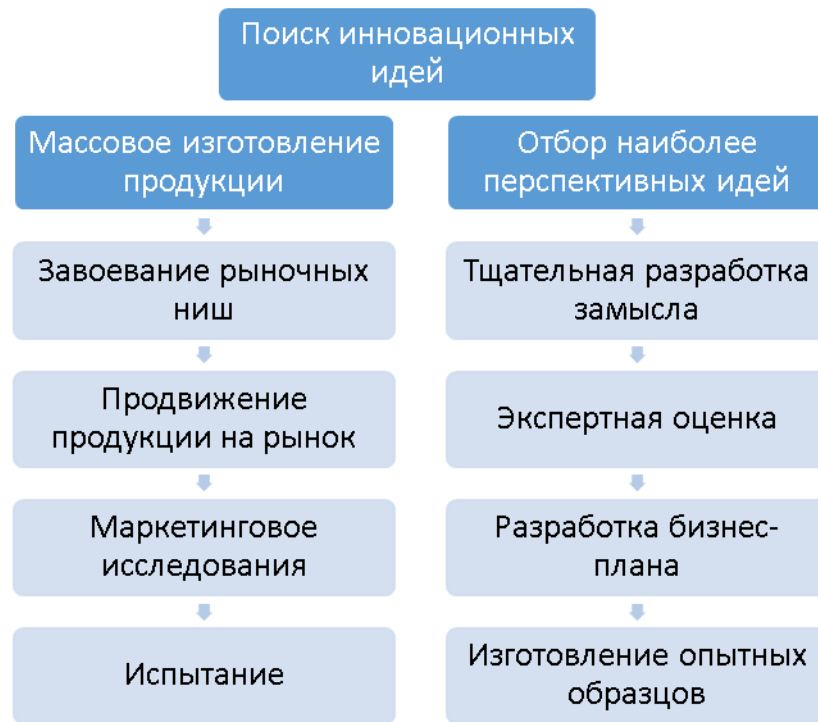 Поиск инновационных
идей
Массовое изготовление
продукции
Завоевание рыночных
ниш
Продвижение
продукции на рынок
Маркетинговое
исследования
Испытание
Отбор наиболее
перспективных идей
Тщательная разработка
замысла
Экспертная оценка
Разработка бизнес-
плана
Изготовление опытных
образцов